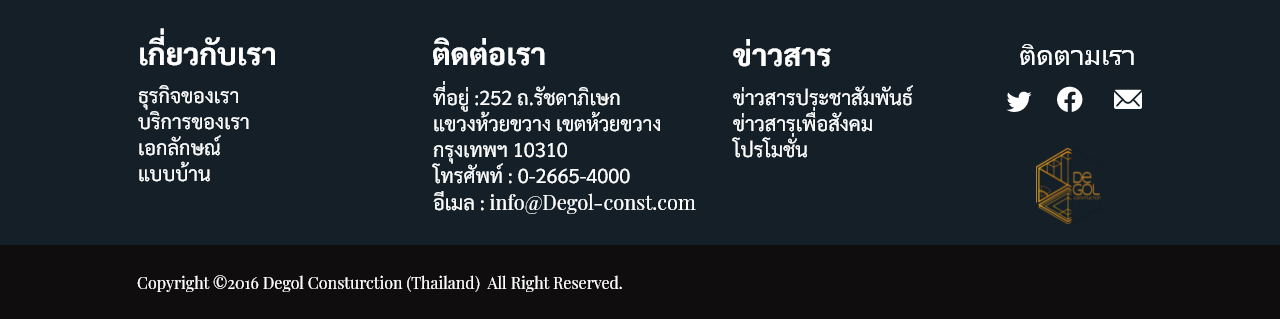 เกี่ยวกับเรา
ธุรกิจของเรา
บริการของเรา
เอกลักษณ์
แบบบ้าน
ติดต่อเรา
ที่อยู่ :252 ถ.รัชดาภิเษก
แขวงห้วยขวาง เขตห้วยขวาง
กรุงเทพฯ 10310
โทรศัพท์ : 0-2665-4000
อีเมล : info@Degol-const.com
ข่าวสาร
ข่าวสารประชาสัมพันธ์
ข่าวสารเพื่อสังคม
โปรโมชั่น
ติดตามเรา
De
GOL
construction
Copyright ©2016 Degol Consturction (Thailand) All Right Reserved.